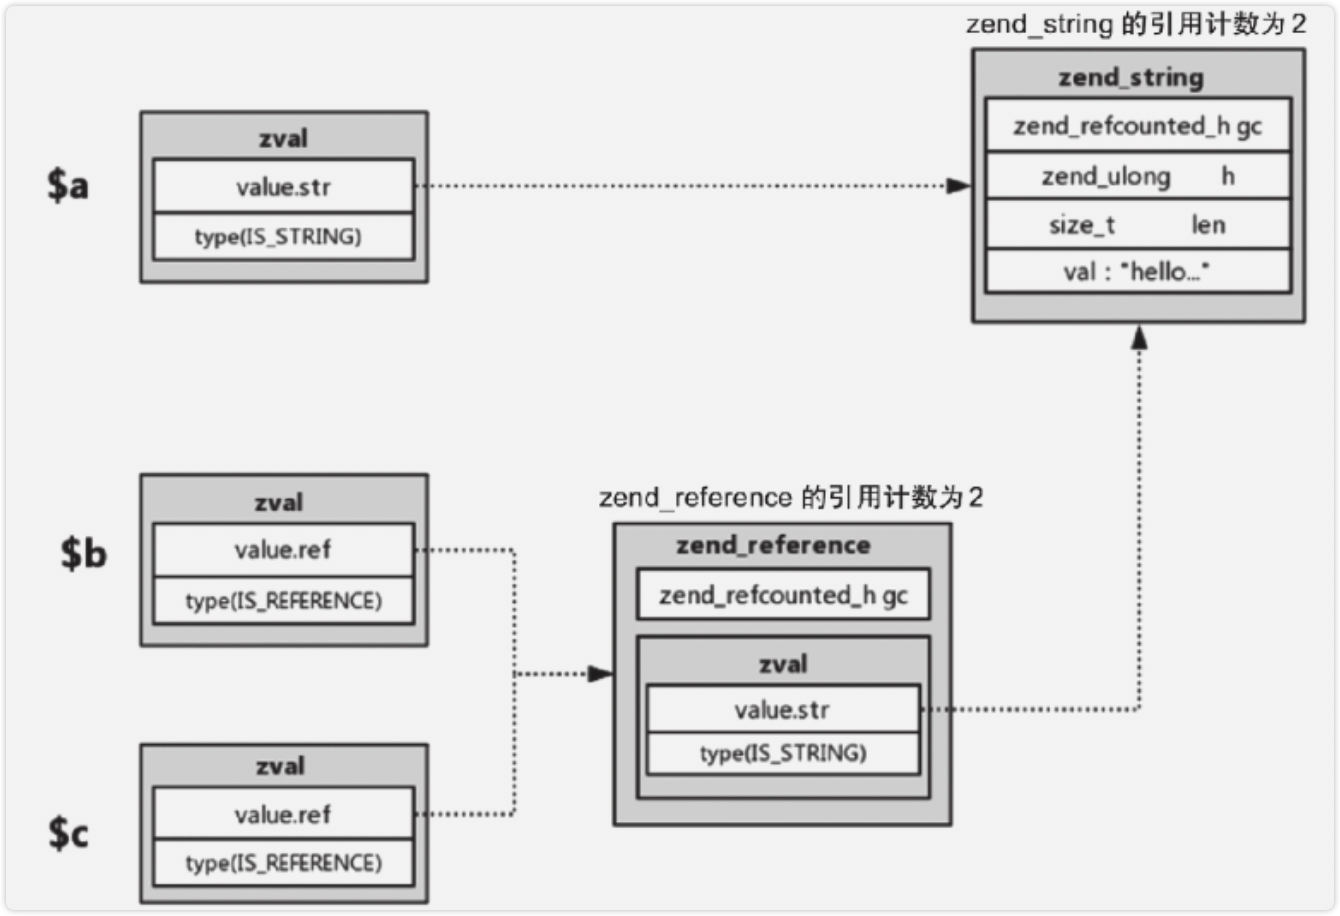 zend_string 的引用计数为 2
zend_string
zend_refcounted_h gc
zend_ulong h
size_t len
val : "hello..."
$a
zval
value.str
type(IS_STRING)
$b
zval
value.ref
type(IS_REFERENCE)
zend_reference 的引用计数为 2
zend_reference
zend_refcounted_h gc
zval
value.str
type(IS_STRING)
$c
zval
value.ref
type(IS_REFERENCE)